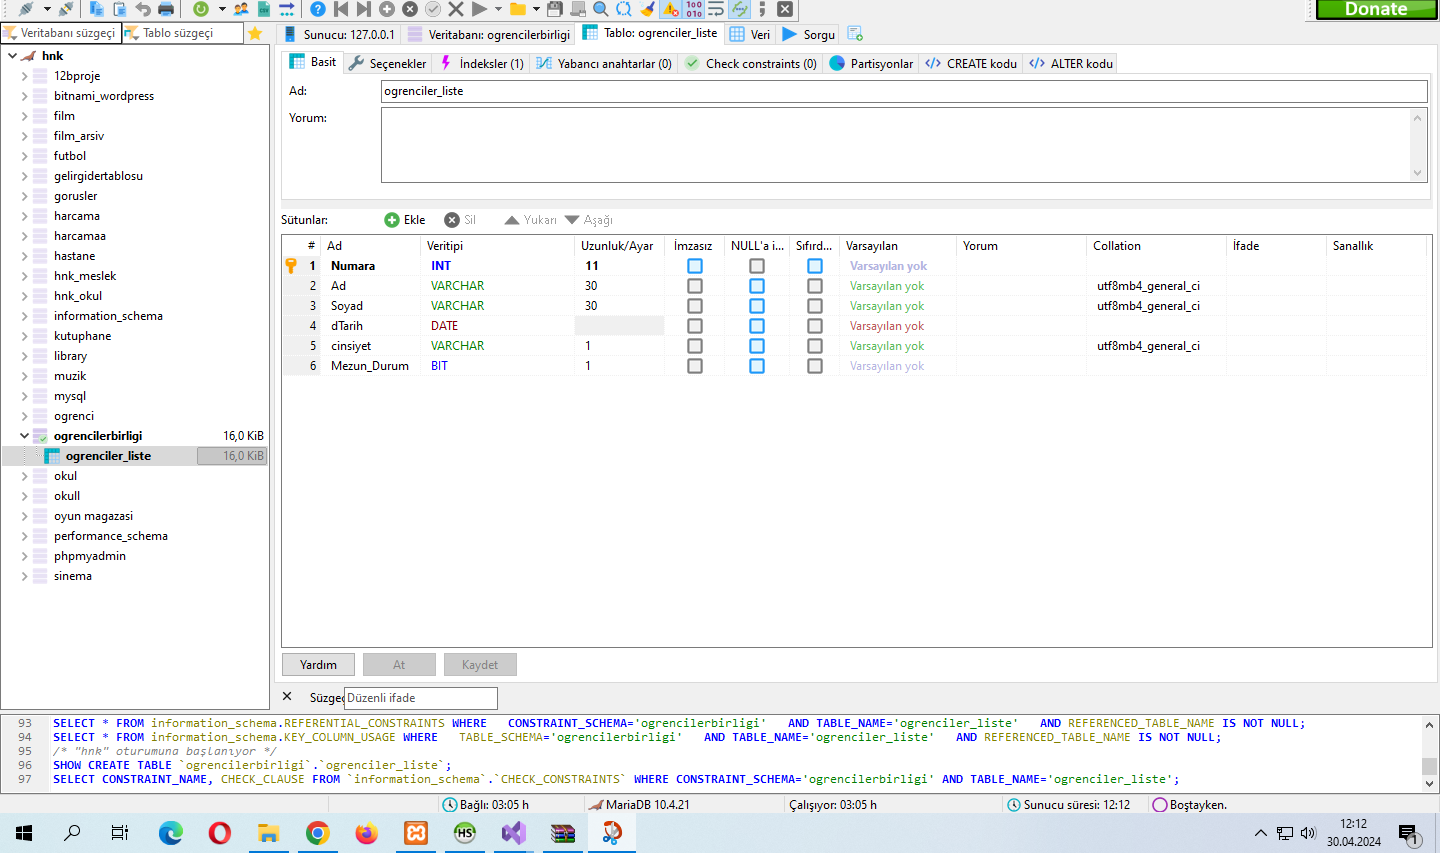 Donate
Veritabanı süzgeci
Tablo süzgeci
Sunucu: 127.0.0.1
Veritabanı: ogrencilerbirligi
Tablo: ogrenciler_liste
Veri
Sorgu
hnk
12bproje
bitnami_wordpress
film
film_arsiv
futbol
gelirgidertablosu
gorusler
harcama
harcamaa
hastane
hnk_meslek
hnk_okul
information_schema
kutuphane
library
muzik
mysql
ogrenci
ogrencilerbirligi 16,0 KiB
ogrenciler_liste 16,0 KiB
okul
okull
oyun magazasi
performance_schema
phpmyadmin
sinema
Basit
Seçenekler
İndeksler (1)
Yabancı anahtarlar (0)
Check constraints (0)
Partisyonlar
CREATE kodu
ALTER kodu
Ad: ogrenciler_liste
Yorum:
Sütunlar: Ekle Sil Yukarı Aşağı
# Ad Veritipi Uzunluk/Ayar İmzasız NULL'a i... Sıfırd... Varsayılan Yorum Collation İfade Sanallık
1 Numara INT 11 Varsayılan yok
2 Ad VARCHAR 30 Varsayılan yok utf8mb4_general_ci
3 Soyad VARCHAR 30 Varsayılan yok utf8mb4_general_ci
4 dTarih DATE Varsayılan yok
5 cinsiyet VARCHAR 1 Varsayılan yok utf8mb4_general_ci
6 Mezun_Durum BIT 1 Varsayılan yok
Yardım At Kaydet
Süzgeç Düzenli ifade
93 SELECT * FROM information_schema.REFERENTIAL_CONSTRAINTS WHERE CONSTRAINT_SCHEMA='ogrencilerbirligi' AND TABLE_NAME='ogrenciler_liste' AND REFERENCED_TABLE_NAME IS NOT NULL;
94 SELECT * FROM information_schema.KEY_COLUMN_USAGE WHERE TABLE_SCHEMA='ogrencilerbirligi' AND TABLE_NAME='ogrenciler_liste' AND REFERENCED_TABLE_NAME IS NOT NULL;
95 /* "hnk" oturumuna başlanıyor */
96 SHOW CREATE TABLE `ogrencilerbirligi`.`ogrenciler_liste`;
97 SELECT CONSTRAINT_NAME, CHECK_CLAUSE FROM `information_schema`.`CHECK_CONSTRAINTS` WHERE CONSTRAINT_SCHEMA='ogrencilerbirligi' AND TABLE_NAME='ogrenciler_liste';
Bağlı: 03:05 h
MariaDB 10.4.21
Çalışıyor: 03:05 h
Sunucu süresi: 12:12
Boştayken.
HS
12:12
30.04.2024
1